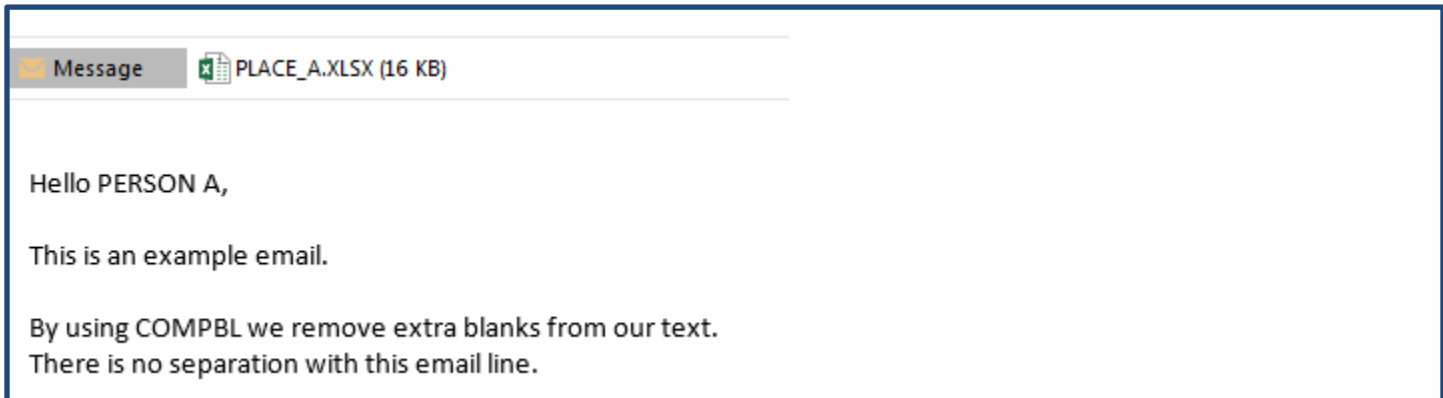 Message PLACE_A.XLSX (16 KB)
Hello PERSON A,
This is an example email.
By using COMPBL we remove extra blanks from our text.
There is no separation with this email line.